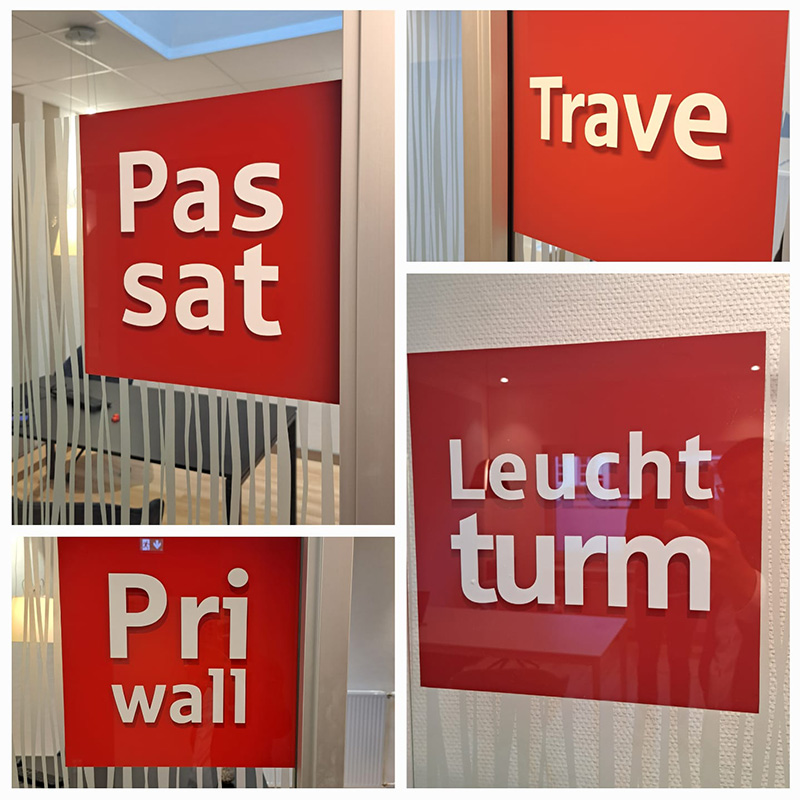 Pas
sat
Trave
Leucht
turm
Pri
wall